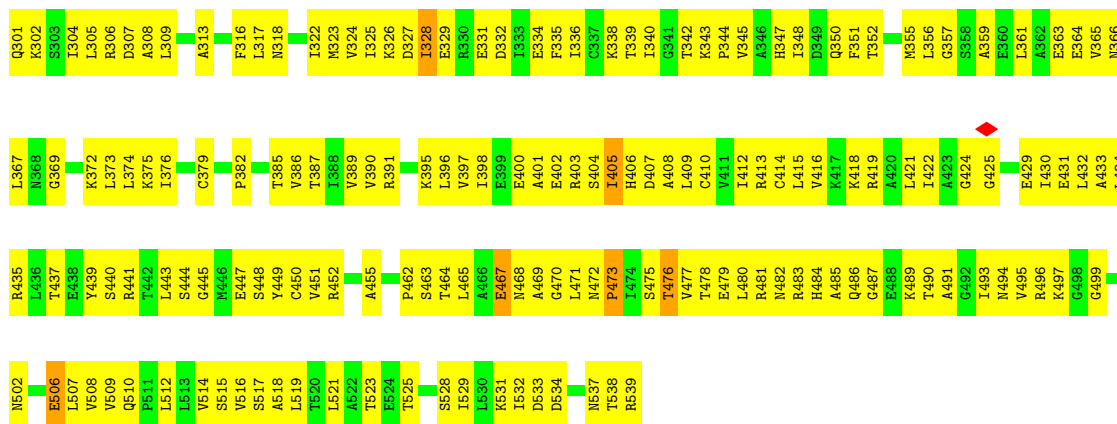 Q301 K302 S303 I304 L305 R306 D307 A308 L309 A313 F316 L317 N318 I322 M323 V324 I325 K326 D327 I328 E329 R330 E331 D332 I333 E334 F335 I336 C337 K338 T339 I340 G341 T342 K343 P344 V345 A346 H347 I348 D349 Q350 F351 T352 M355 L356 G357 S358 A359 E360 L361 A362 E363 E364 V365 N366
L367 N368 G369 K372 L373 L374 K375 I376 C379 P382 T385 V386 T387 I388 V389 V390 R391 K395 L396 V397 I398 E399 E400 A401 E402 R403 S404 I405 H406 D407 A408 L409 C410 V411 I412 R413 C414 L415 V416 K417 K418 R419 A420 L421 I422 A423 G424 G425 E429 I430 E431 L432 A433
R435 L436 T437 E438 Y439 S440 R441 T442 L443 S444 G445 M446 E447 S448 Y449 C450 V451 R452 A455 P462 S463 T464 L465 A466 E467 N468 A469 G470 L471 N472 P473 I474 S475 T476 V477 T478 E479 L480 R481 N482 R483 H484 A485 Q486 G487 E488 K489 T490 A491 G492 I493 N494 V495 R496 K497 G498 G499
N502 E506 L507 V508 V509 Q510 P511 L512 L513 V514 S515 V516 S517 A518 L519 T520 L521 A522 T523 E524 T525 S528 I529 L530 K531 I532 D533 D534 N537 T538 R539